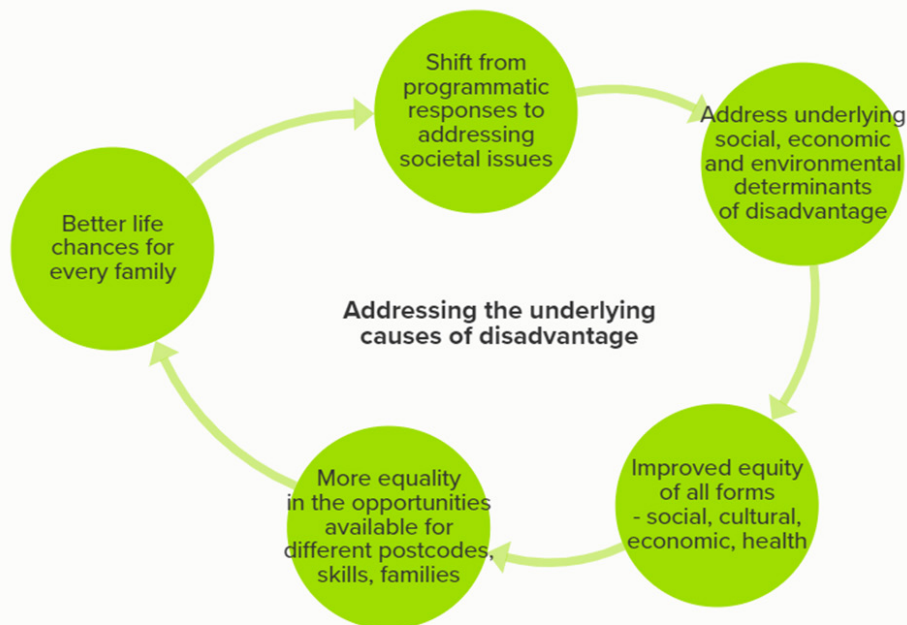 Shift from
programmatic
responses to
addressing
societal issues
Address underlying
social, economic
and environmental
determinants
of disadvantage
Better life
chances for
every family
Addressing the underlying
causes of disadvantage
Improved equity
of all forms
- social, cultural,
economic, health
More equality
in the opportunities
available for
different postcodes,
skills, families